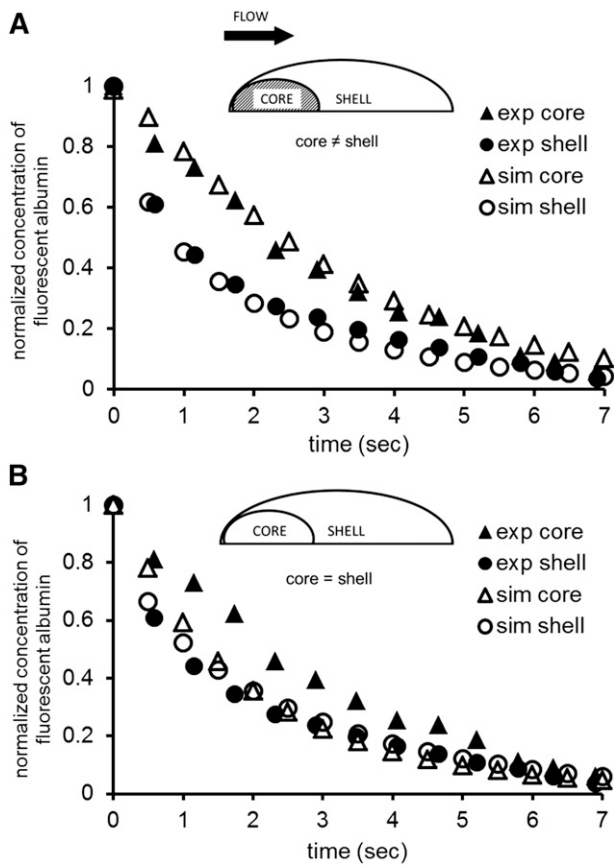 A
FLOW
CORE SHELL
core ≠ shell
▲ exp core
● exp shell
△ sim core
○ sim shell
normalized concentration of
fluorescent albumin
1
0.8
0.6
0.4
0.2
0
0 1 2 3 4 5 6 7
time (sec)
B
CORE SHELL
core = shell
▲ exp core
● exp shell
△ sim core
○ sim shell
normalized concentration of
fluorescent albumin
1
0.8
0.6
0.4
0.2
0
0 1 2 3 4 5 6 7
time (sec)